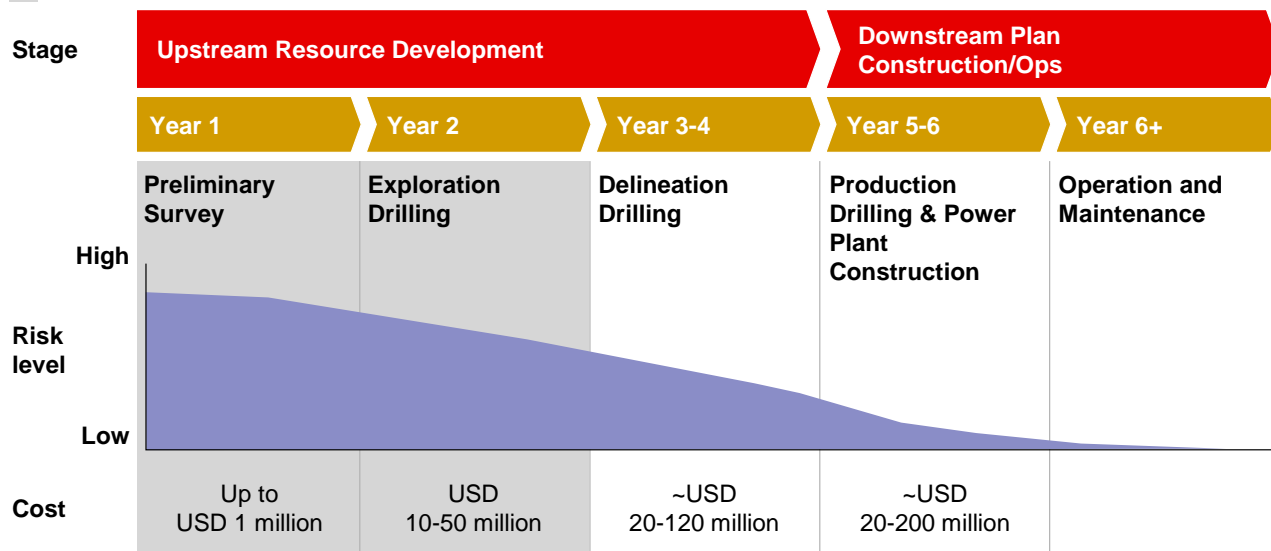 Stage
Upstream Resource Development
Downstream Plan
Construction/Ops
Year 1
Year 2
Year 3-4
Year 5-6
Year 6+
Preliminary
Survey
Exploration
Drilling
Delineation
Drilling
Production
Drilling & Power
Plant
Construction
Operation and
Maintenance
High
Risk
level
Low
Cost
Up to
USD 1 million
USD
10-50 million
~USD
20-120 million
~USD
20-200 million